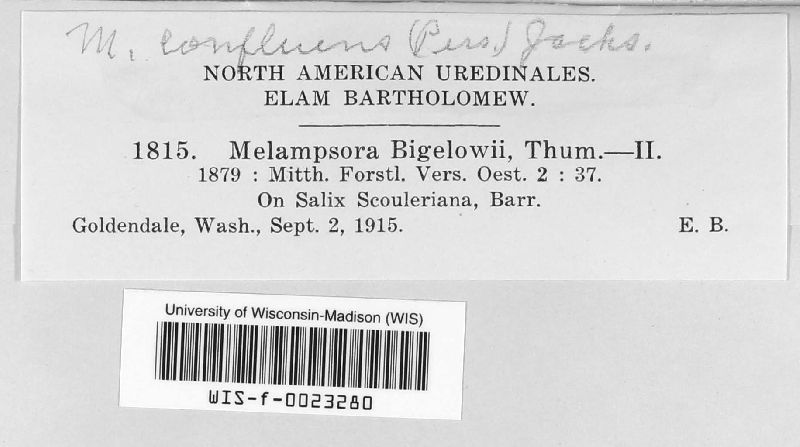 M. confluens (Pers.) Jacks.
NORTH AMERICAN UREDINALES.
ELAM BARTHOLOMEW.
1815. Melampsora Bigelowii, Thum.—II.
1879 : Mitth. Forstl. Vers. Oest. 2 : 37.
On Salix Scouleriana, Barr.
Goldendale, Wash., Sept. 2, 1915. E. B.
University of Wisconsin-Madison (WIS)
WIS-f-0023280